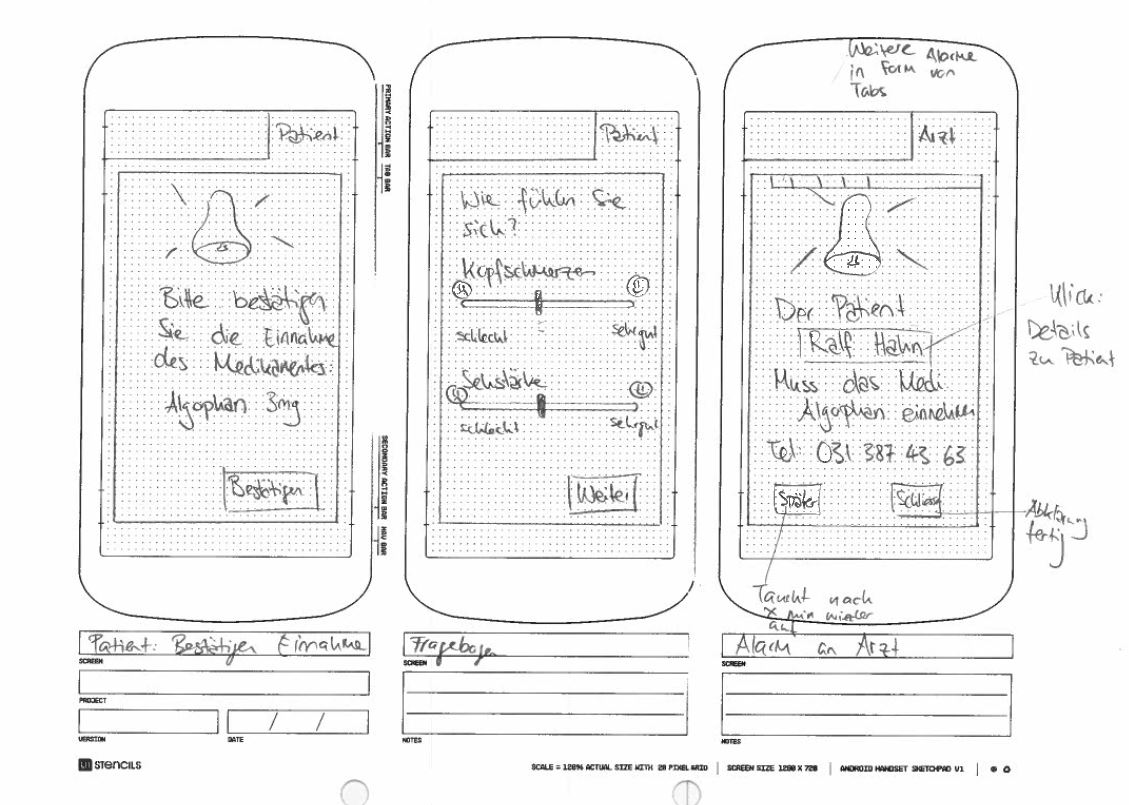 Patient
Bitte bestätigen
Sie die Einnahme
des Medikamentes:
Algophan 3mg
Bestätigen
PRIMARY ACTION BAR
TAB BAR
SECONDARY ACTION BAR
NAV BAR
Patient: Bestätigen Einnahme
SCREEN
PROJECT
/ /
VERSION
DATE
UI STENCILS
Patient
Wie fühlen Sie
sich?
Kopfschmerzen
schlecht
sehr gut
Sehstärke
schlecht
sehr gut
Weiter
Fragebogen
SCREEN
NOTES
Weitere Alarme
in Form von
Tabs
Arzt
Der Patient
Ralf Hahn
Muss das Medi
Algophan einnehmen
Tel: 031 387 43 63
Später
Schliessen
Klick:
Details
zu Patient
Abklärung
fertig
Taucht nach
x min wieder
auf
Alarm an Arzt
SCREEN
NOTES
SCALE = 120% ACTUAL SIZE WITH 20 PIXEL GRID
SCREEN SIZE 1280 X 720
ANDROID HANDSET SKETCHPAD V1